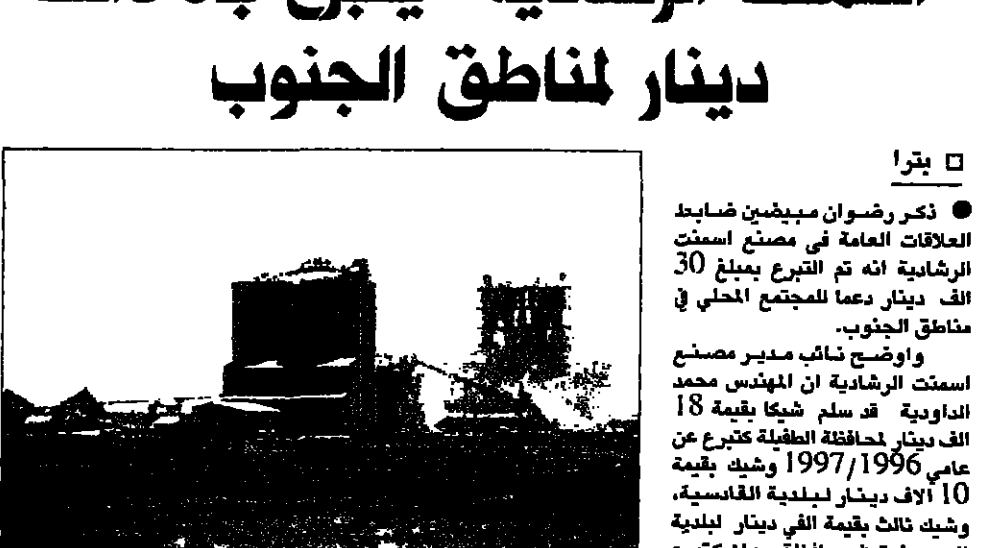 دينار لمناطق الجنوب
□ بترا
● ذكر رضوان مبيضين ضابط
العلاقات العامة في مصنع اسمنت
الرشادية انه تم التبرع بمبلغ 30
الف دينار دعما للمجتمع المحلي في
مناطق الجنوب.
واوضح نائب مدير مصنع
اسمنت الرشادية ان المهندس محمد
الداودية قد سلم شيكا بقيمة 18
الف دينار لمحافظة الطفيلة كتبرع عن
عامي 1997/1996 وشيك بقيمة
10 آلاف دينار لبلدية القادسية،
وشيك ثالث بقيمة الفي دينار لبلدية